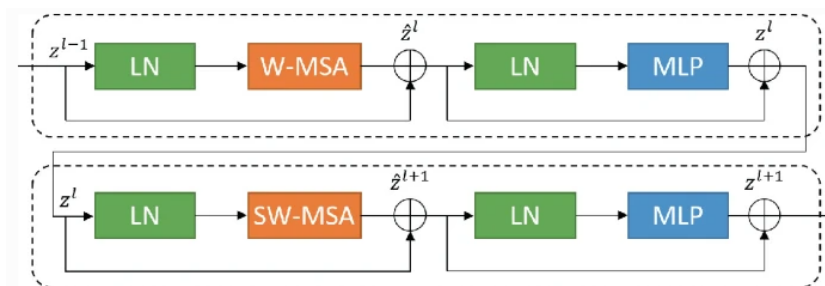 z^{l-1} LN W-MSA ẑ^{l} LN MLP z^{l}
z^{l} LN SW-MSA ẑ^{l+1} LN MLP z^{l+1}